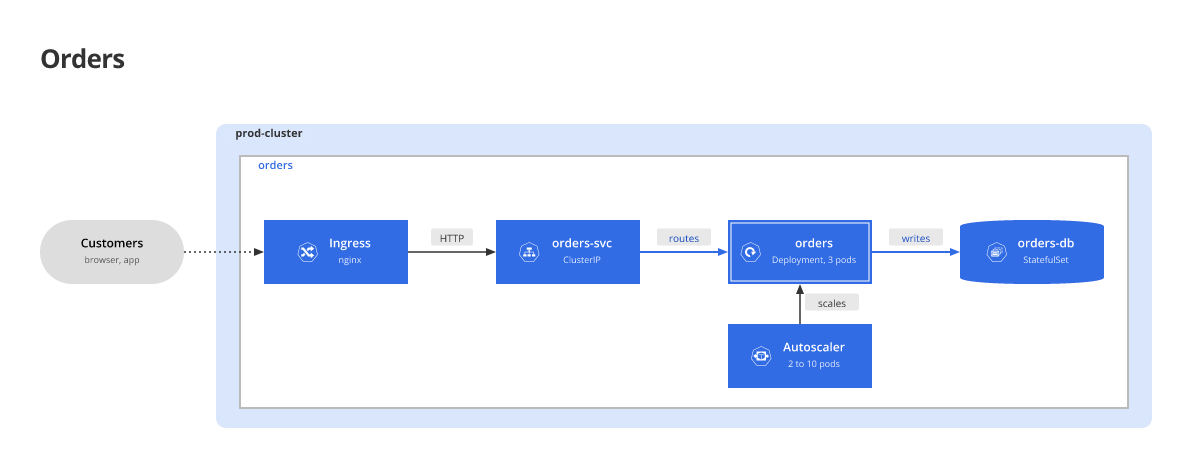 Orders
prod-cluster
orders
Customers
browser, app
Ingress
nginx
HTTP
orders-svc
ClusterIP
routes
orders
Deployment, 3 pods
writes
orders-db
StatefulSet
scales
Autoscaler
2 to 10 pods